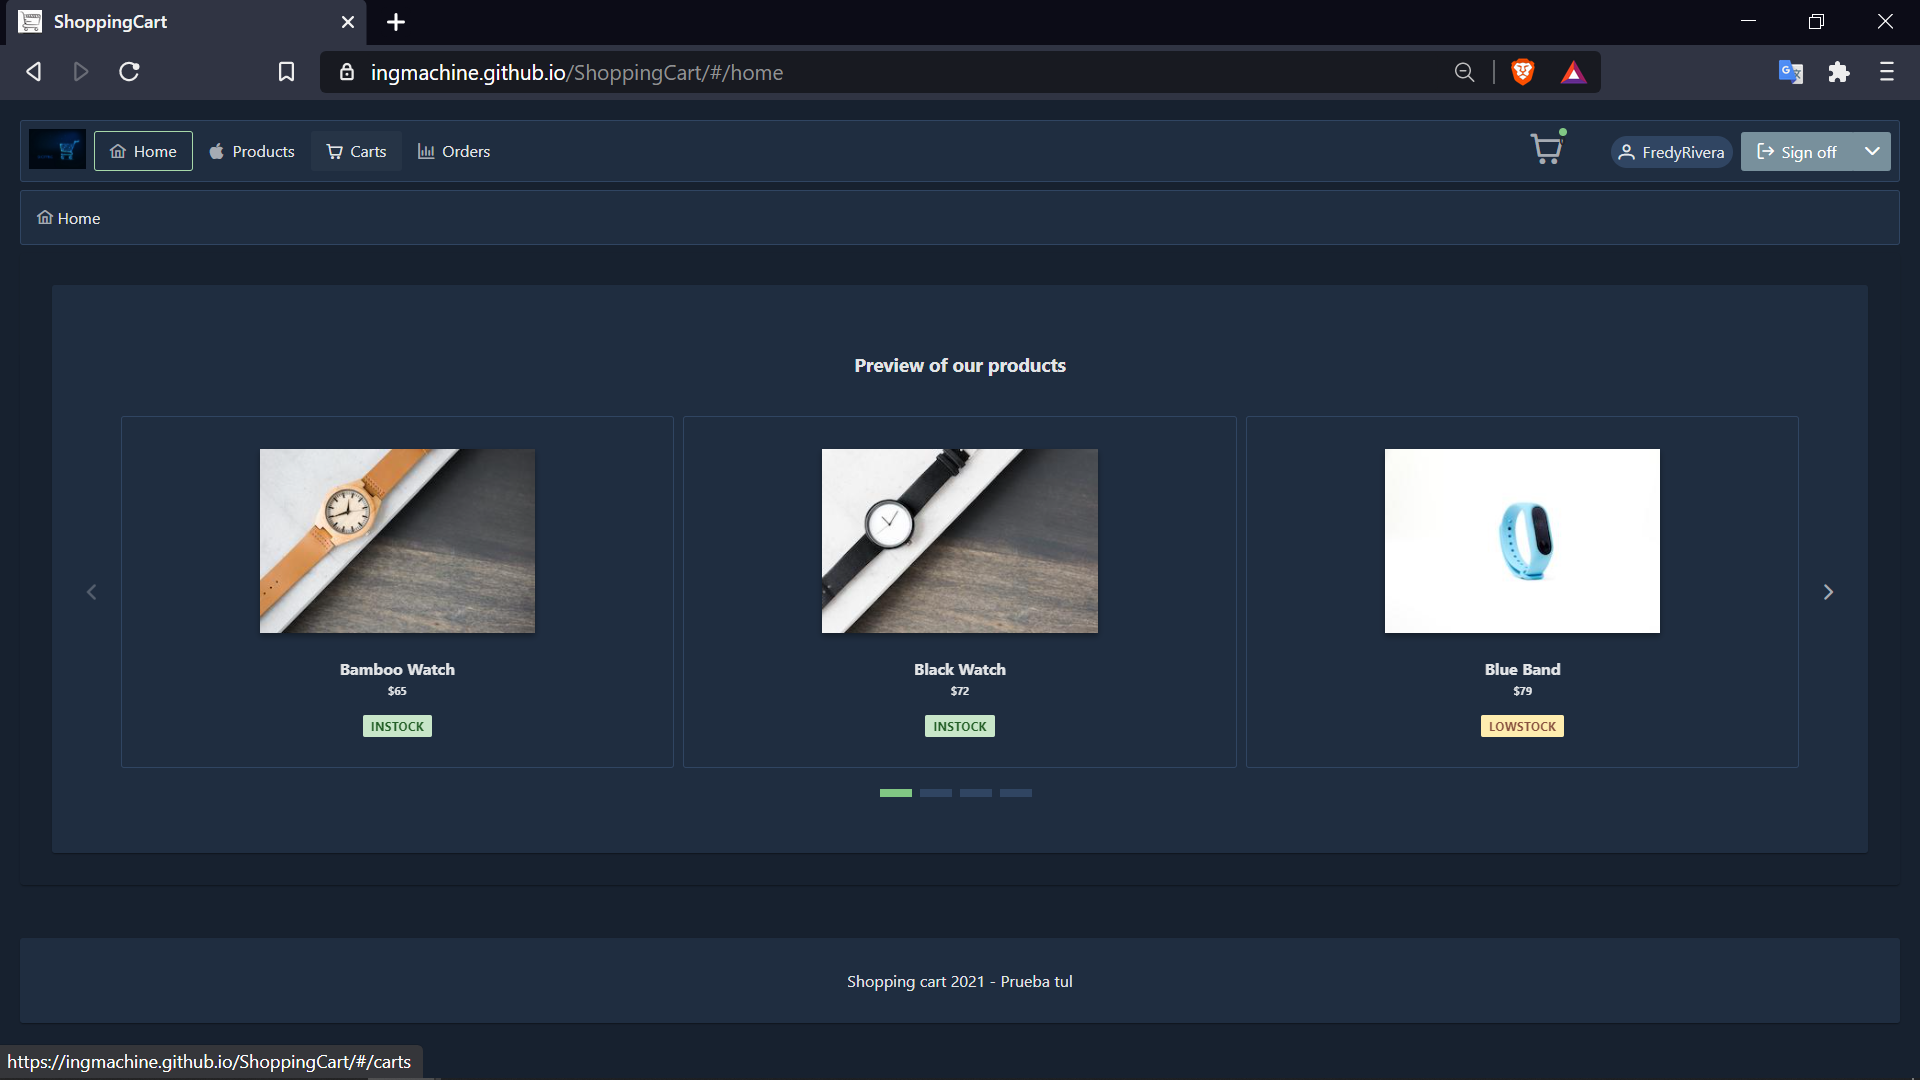 ShoppingCart
ingmachine.github.io/ShoppingCart/#/home
Home
Products
Carts
Orders
FredyRivera
Sign off
Home
Preview of our products
Bamboo Watch
$65
INSTOCK
Black Watch
$72
INSTOCK
Blue Band
$79
LOWSTOCK
Shopping cart 2021 - Prueba tul
https://ingmachine.github.io/ShoppingCart/#/carts